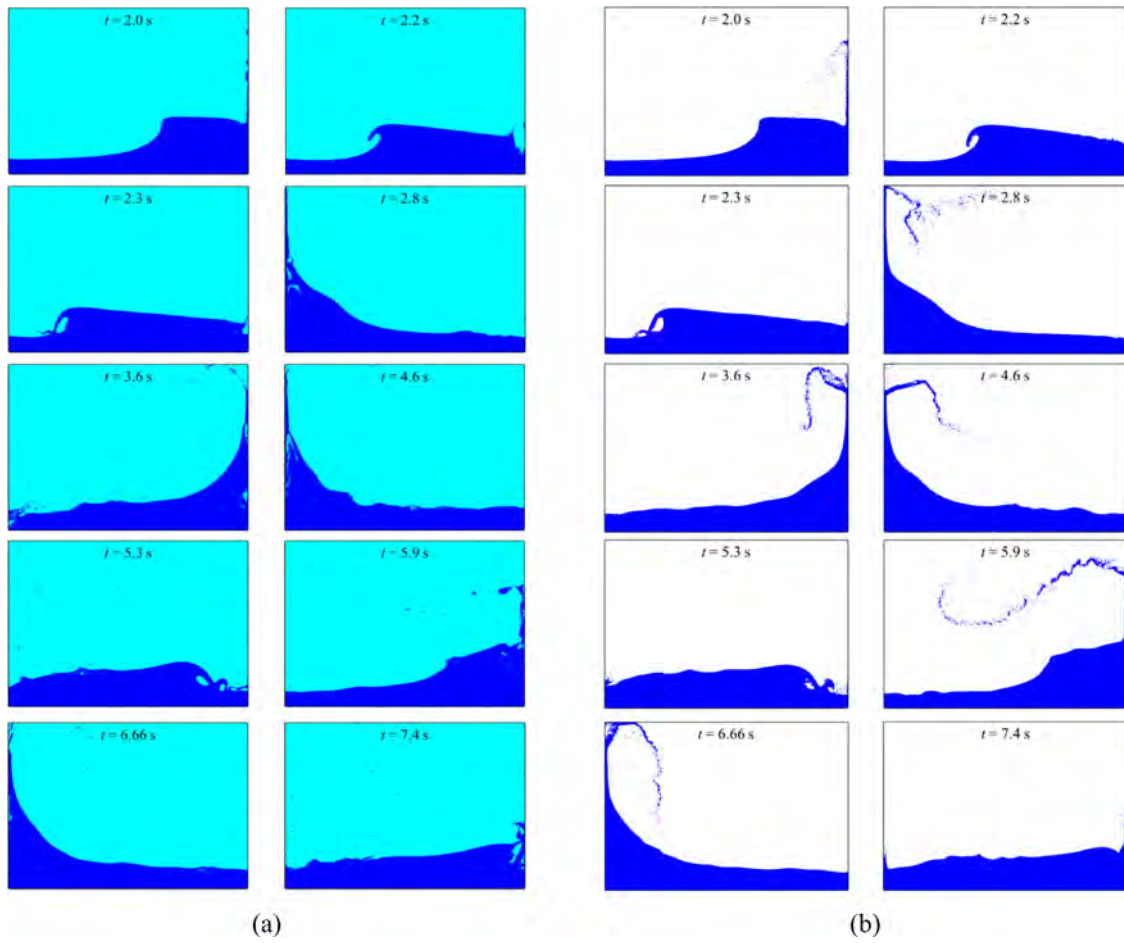 t = 2.0 s t = 2.2 s t = 2.0 s t = 2.2 s
t = 2.3 s t = 2.8 s t = 2.3 s t = 2.8 s
t = 3.6 s t = 4.6 s t = 3.6 s t = 4.6 s
t = 5.3 s t = 5.9 s t = 5.3 s t = 5.9 s
t = 6.66 s t = 7.4 s t = 6.66 s t = 7.4 s
(a) (b)